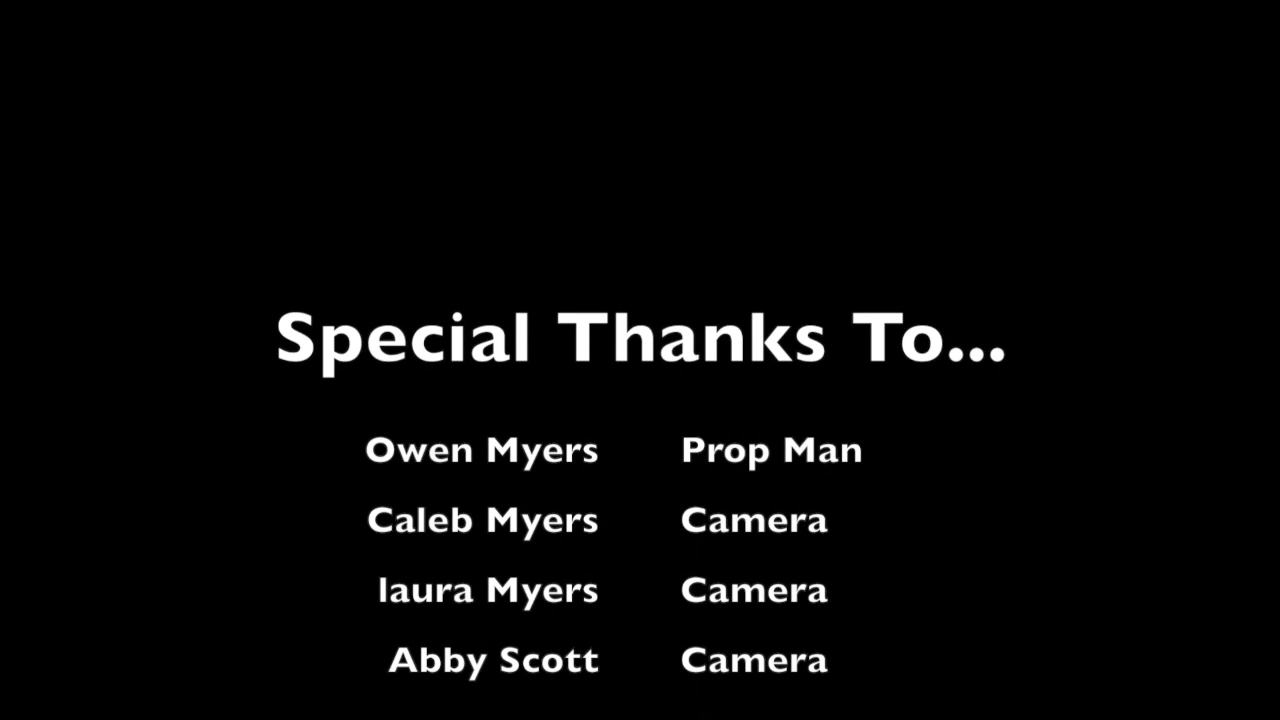 Special Thanks To...
Owen Myers Prop Man
Caleb Myers Camera
laura Myers Camera
Abby Scott Camera